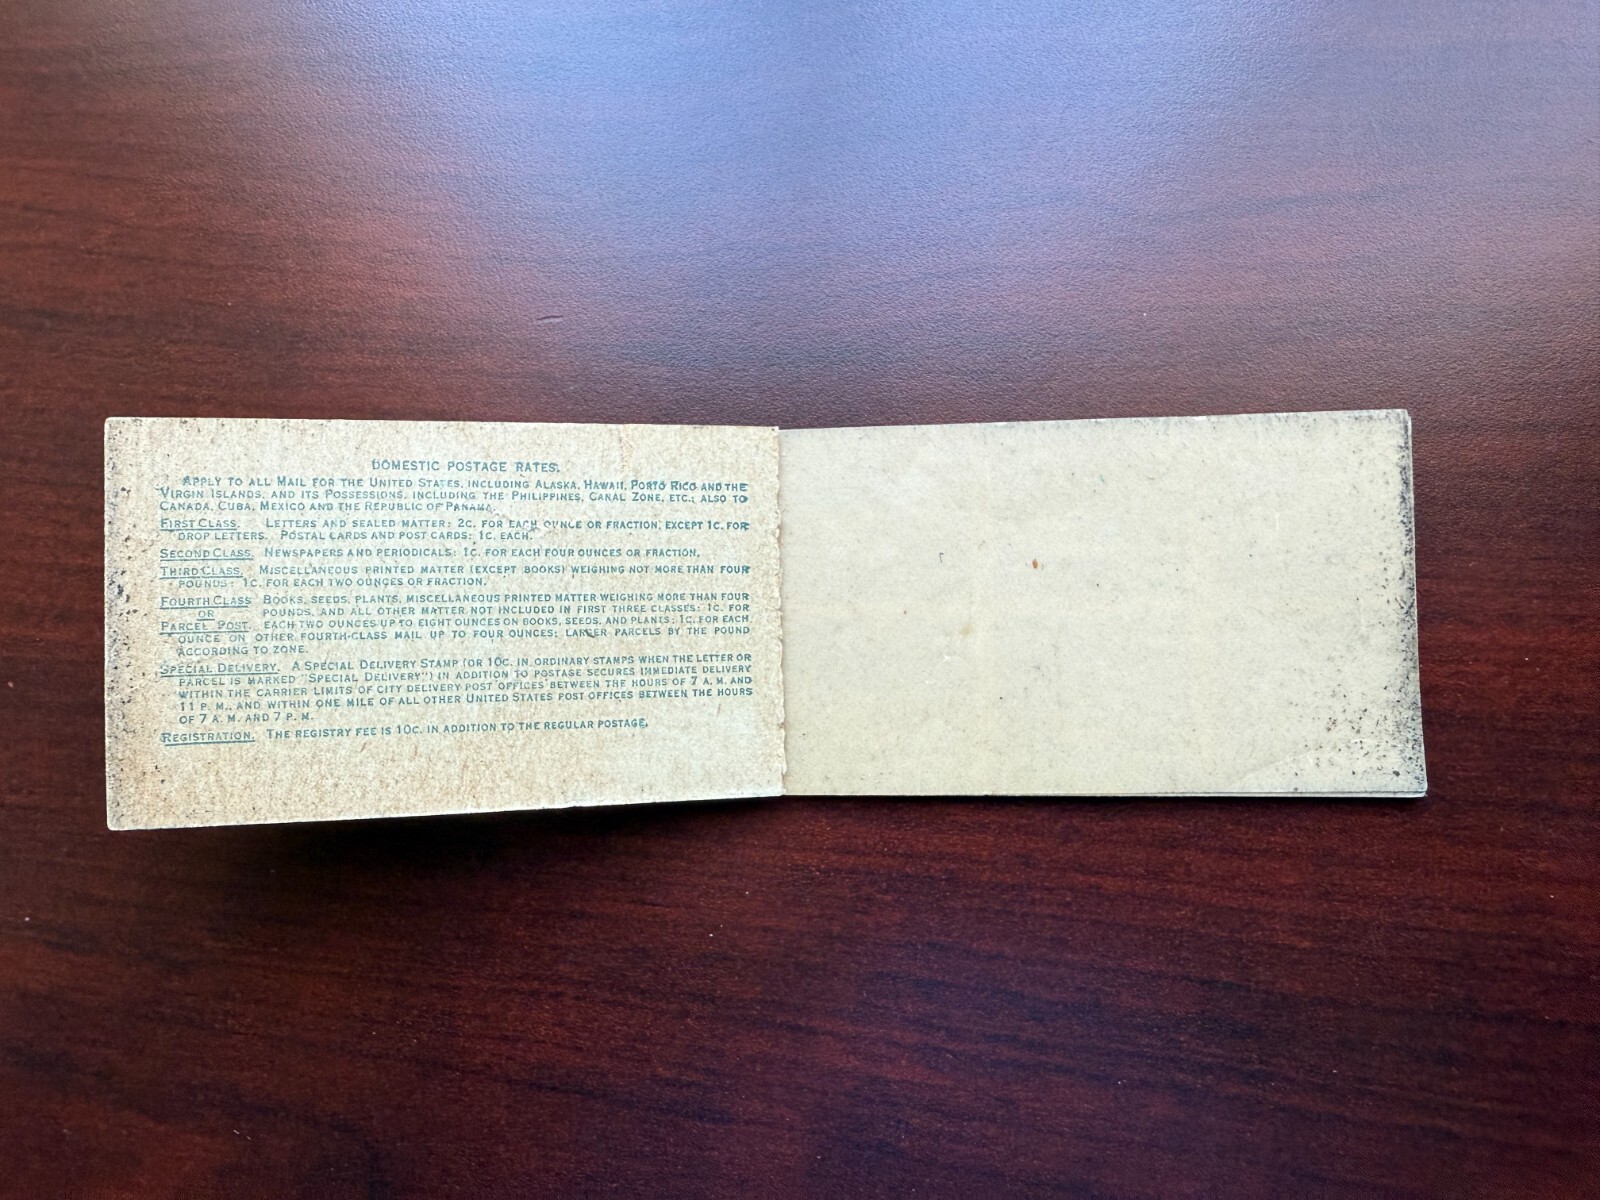 DOMESTIC POSTAGE RATES.
APPLY TO ALL MAIL FOR THE UNITED STATES, INCLUDING ALASKA, HAWAII, PORTO RICO AND THE
VIRGIN ISLANDS, AND ITS POSSESSIONS, INCLUDING THE PHILIPPINES, CANAL ZONE, ETC.; ALSO TO
CANADA, CUBA, MEXICO AND THE REPUBLIC OF PANAMA.
FIRST CLASS. LETTERS AND SEALED MATTER: 2C. FOR EACH OUNCE OR FRACTION, EXCEPT 1C. FOR
DROP LETTERS. POSTAL CARDS AND POST CARDS: 1C. EACH.
SECOND CLASS. NEWSPAPERS AND PERIODICALS: 1C. FOR EACH FOUR OUNCES OR FRACTION.
THIRD CLASS. MISCELLANEOUS PRINTED MATTER (EXCEPT BOOKS) WEIGHING NOT MORE THAN FOUR
POUNDS: 1C. FOR EACH TWO OUNCES OR FRACTION.
FOURTH CLASS BOOKS, SEEDS, PLANTS, MISCELLANEOUS PRINTED MATTER WEIGHING MORE THAN FOUR
OR POUNDS, AND ALL OTHER MATTER NOT INCLUDED IN FIRST THREE CLASSES: 1C. FOR
PARCEL POST. EACH TWO OUNCES UP TO EIGHT OUNCES ON BOOKS, SEEDS, AND PLANTS; 1C. FOR EACH
OUNCE ON OTHER FOURTH-CLASS MAIL UP TO FOUR OUNCES; LARGER PARCELS BY THE POUND
ACCORDING TO ZONE.
SPECIAL DELIVERY. A SPECIAL DELIVERY STAMP (OR 10C. IN ORDINARY STAMPS WHEN THE LETTER OR
PARCEL IS MARKED "SPECIAL DELIVERY") IN ADDITION TO POSTAGE SECURES IMMEDIATE DELIVERY
WITHIN THE CARRIER LIMITS OF CITY DELIVERY POST OFFICES BETWEEN THE HOURS OF 7 A. M. AND
11 P. M., AND WITHIN ONE MILE OF ALL OTHER UNITED STATES POST OFFICES BETWEEN THE HOURS
OF 7 A. M. AND 7 P. M.
REGISTRATION. THE REGISTRY FEE IS 10C. IN ADDITION TO THE REGULAR POSTAGE.